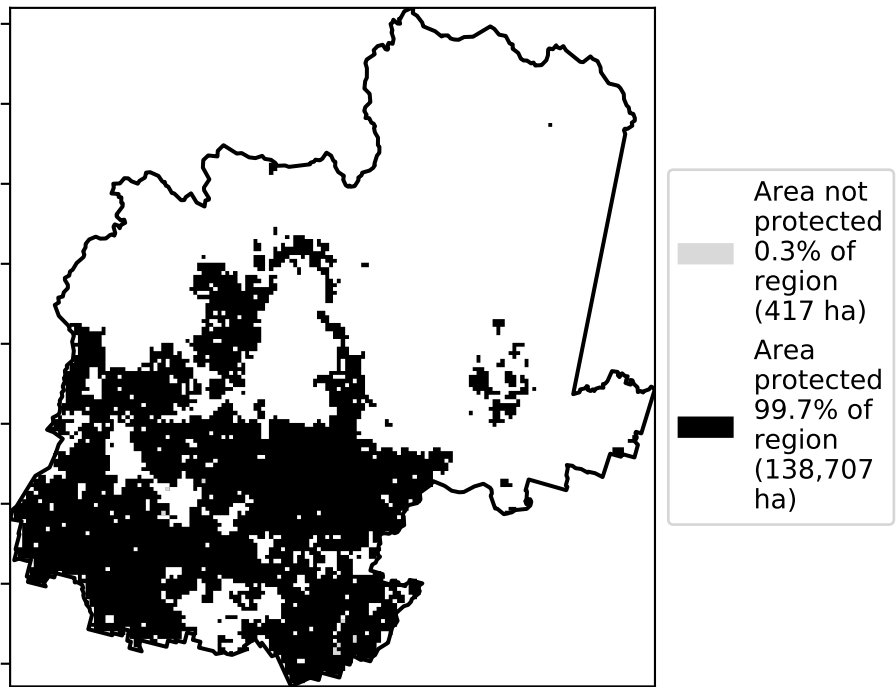 Area not
protected
0.3% of
region
(417 ha)
Area
protected
99.7% of
region
(138,707
ha)